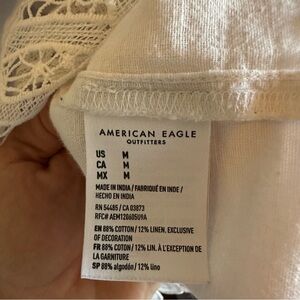 AMERICAN EAGLE
OUTFITTERS
US M
CA M
MX M
MADE IN INDIA / FABRIQUÉ EN INDE /
HECHO EN INDIA
RN 54485 / CA 03873
RFC# AEM120605U9A
EN 88% COTTON / 12% LINEN, EXCLUSIVE
OF DECORATION
FR 88% COTON / 12% LIN. À L'EXCEPTION DE
LA GARNITURE
SP 88% algodón / 12% lino